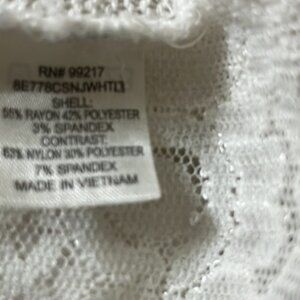 RN# 99217
8E778CSNJWHTL1
SHELL:
55% RAYON 42% POLYESTER
3% SPANDEX
CONTRAST:
63% NYLON 30% POLYESTER
7% SPANDEX
MADE IN VIETNAM